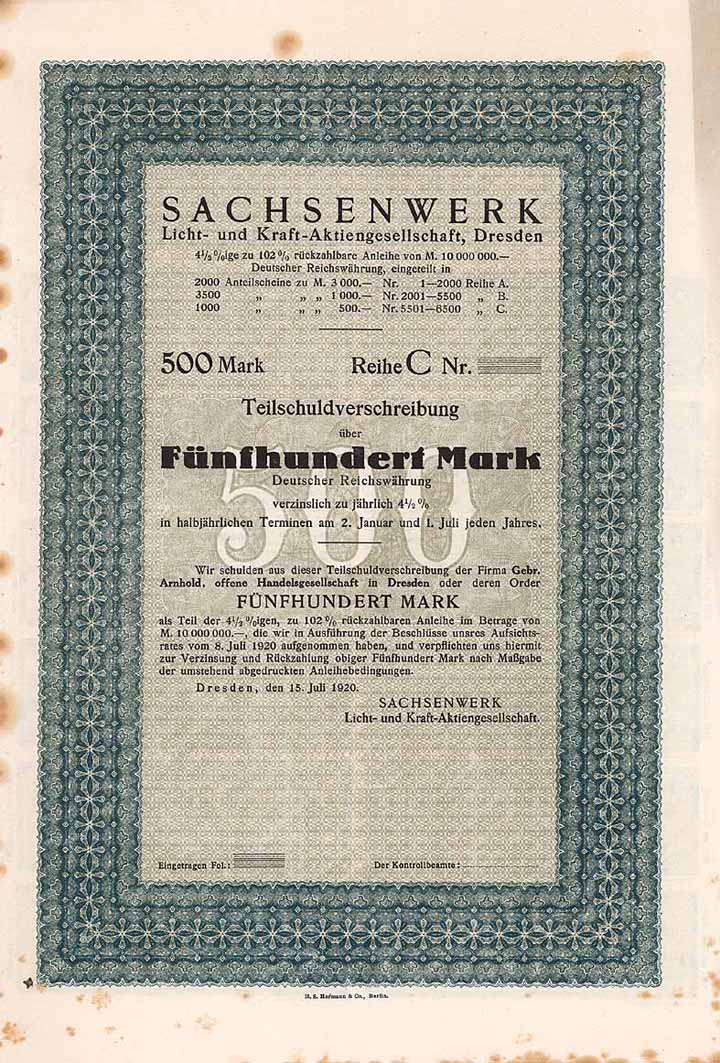 SACHSENWERK
Licht- und Kraft-Aktiengesellschaft, Dresden
4½%ige zu 102% rückzahlbare Anleihe von M. 10 000 000.—
Deutscher Reichswährung, eingeteilt in
2000 Anteilscheine zu M. 3 000.— Nr. 1—2000 Reihe A.
3500 „ „ „ 1 000.— Nr. 2001—5500 „ B.
1000 „ „ „ 500.— Nr. 5501—6500 „ C.
500 Mark Reihe C Nr.
Teilschuldverschreibung
über
500
Fünfhundert Mark
Deutscher Reichswährung
verzinslich zu jährlich 4½%
in halbjährlichen Terminen am 2. Januar und 1. Juli jeden Jahres.
Wir schulden aus dieser Teilschuldverschreibung der Firma Gebr.
Arnhold, offene Handelsgesellschaft in Dresden oder deren Order
FÜNFHUNDERT MARK
als Teil der 4½%igen, zu 102% rückzahlbaren Anleihe im Betrage von
M. 10 000 000.—, die wir in Ausführung der Beschlüsse unsres Aufsichts-
rates vom 8. Juli 1920 aufgenommen haben, und verpflichten uns hiermit
zur Verzinsung und Rückzahlung obiger Fünfhundert Mark nach Maßgabe
der umstehend abgedruckten Anleihebedingungen.
Dresden, den 15. Juli 1920.
SACHSENWERK
Licht- und Kraft-Aktiengesellschaft.
Eingetragen Fol.: Der Kontrollbeamte:
H. S. Hermann & Co., Berlin.